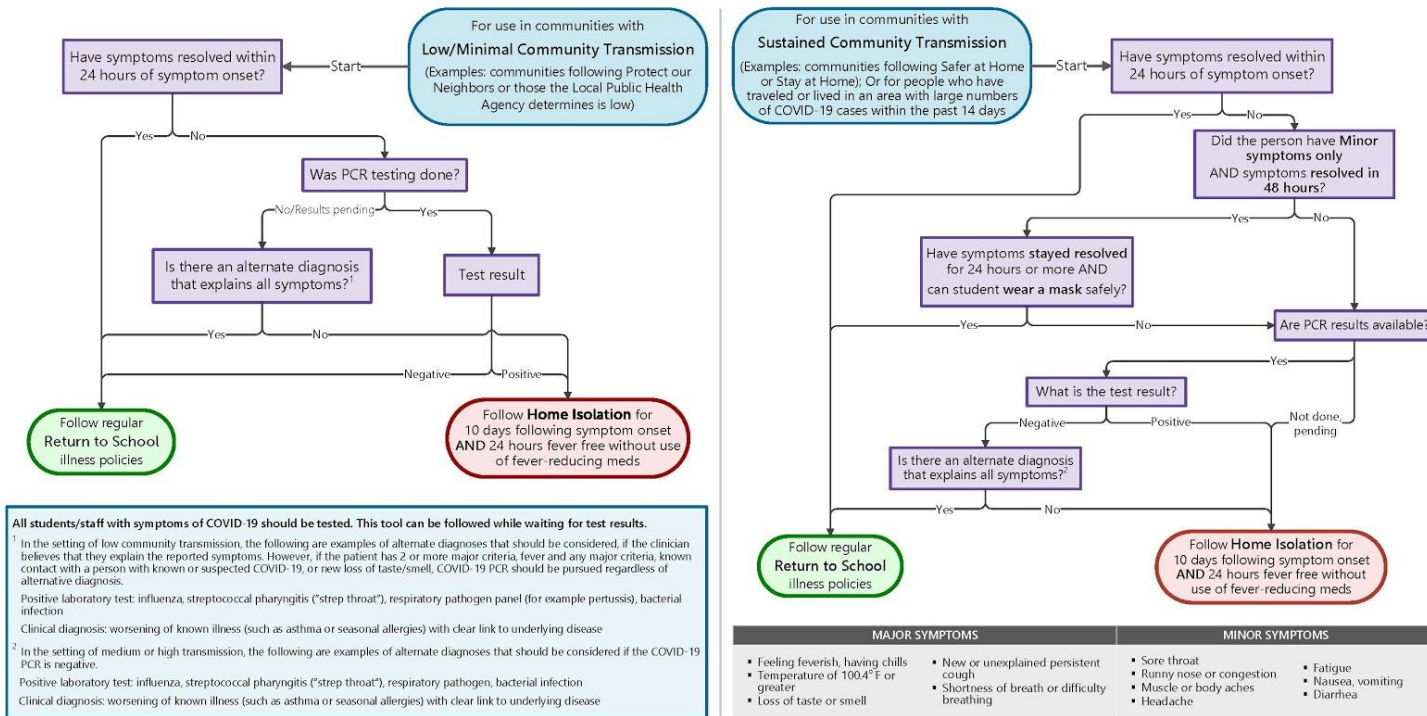 For use in communities with
Low/Minimal Community Transmission
(Examples: communities following Protect our
Neighbors or those the Local Public Health
Agency determines is low)
Start
Have symptoms resolved within
24 hours of symptom onset?
Yes
No
Was PCR testing done?
No/Results pending
Yes
Is there an alternate diagnosis
that explains all symptoms?1
Test result
Yes
No
Negative
Positive
Follow regular
Return to School
illness policies
Follow Home Isolation for
10 days following symptom onset
AND 24 hours fever free without use
of fever-reducing meds
All students/staff with symptoms of COVID-19 should be tested. This tool can be followed while waiting for test results.
1 In the setting of low community transmission, the following are examples of alternate diagnoses that should be considered, if the clinician
believes that they explain the reported symptoms. However, if the patient has 2 or more major criteria, fever and any major criteria, known
contact with a person with known or suspected COVID-19, or new loss of taste/smell, COVID-19 PCR should be pursued regardless of
alternative diagnosis.
Positive laboratory test: influenza, streptococcal pharyngitis ("strep throat"), respiratory pathogen panel (for example pertussis), bacterial
infection
Clinical diagnosis: worsening of known illness (such as asthma or seasonal allergies) with clear link to underlying disease
2 In the setting of medium or high transmission, the following are examples of alternate diagnoses that should be considered if the COVID-19
PCR is negative.
Positive laboratory test: influenza, streptococcal pharyngitis ("strep throat"), respiratory pathogen, bacterial infection
Clinical diagnosis: worsening of known illness (such as asthma or seasonal allergies) with clear link to underlying disease
For use in communities with
Sustained Community Transmission
(Examples: communities following Safer at Home
or Stay at Home); Or for people who have
traveled or lived in an area with large numbers
of COVID-19 cases within the past 14 days
Start
Have symptoms resolved within
24 hours of symptom onset?
Yes
No
Did the person have Minor
symptoms only
AND symptoms resolved in
48 hours?
Yes
No
Have symptoms stayed resolved
for 24 hours or more AND
can student wear a mask safely?
Yes
No
Are PCR results available?
Yes
What is the test result?
Not done,
pending
Negative
Positive
Is there an alternate diagnosis
that explains all symptoms?2
Yes
No
Follow regular
Return to School
illness policies
Follow Home Isolation for
10 days following symptom onset
AND 24 hours fever free without
use of fever-reducing meds
MAJOR SYMPTOMS
▪ Feeling feverish, having chills
▪ Temperature of 100.4° F or
greater
▪ Loss of taste or smell
▪ New or unexplained persistent
cough
▪ Shortness of breath or difficulty
breathing
MINOR SYMPTOMS
▪ Sore throat
▪ Runny nose or congestion
▪ Muscle or body aches
▪ Headache
▪ Fatigue
▪ Nausea, vomiting
▪ Diarrhea